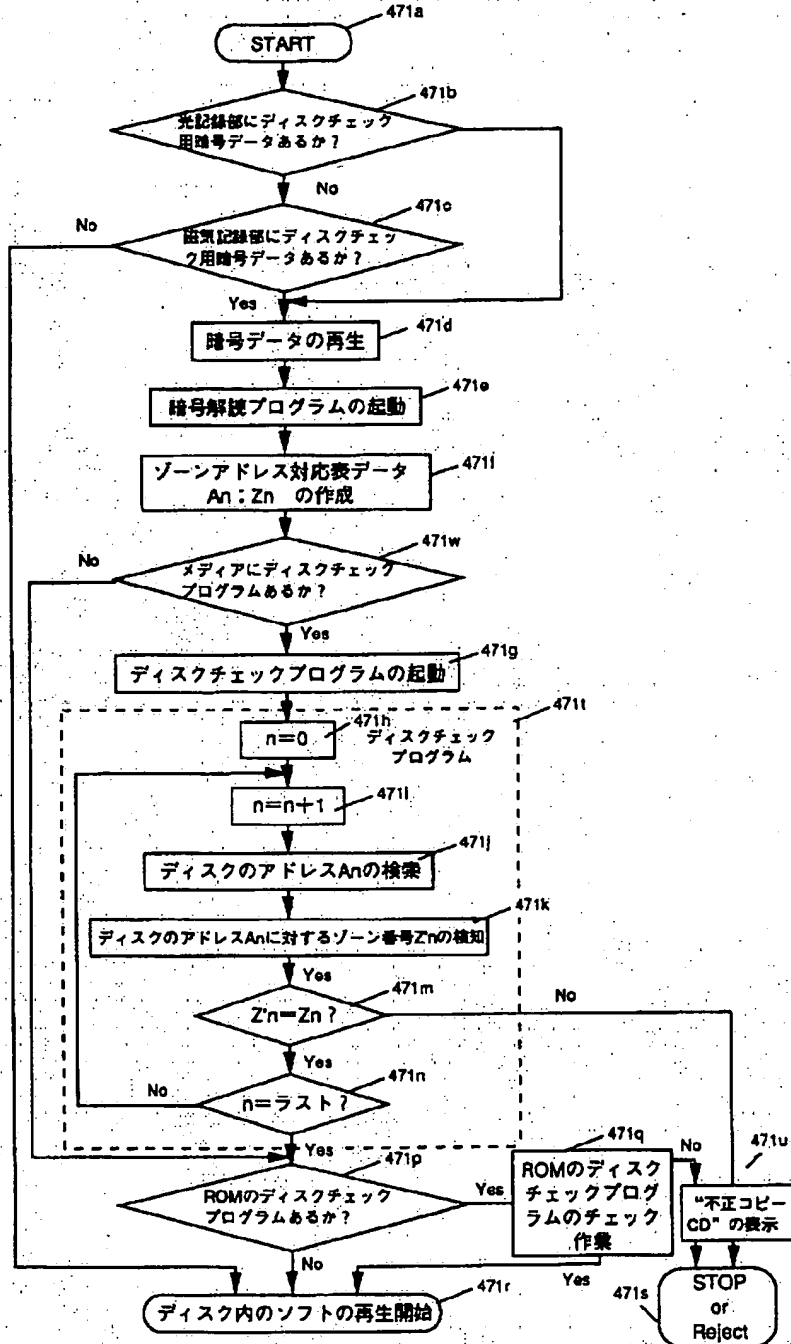 471a
START
471b
光記録部にディスクチェック
用暗号データあるか？
No
471c
No
磁気記録部にディスクチェッ
ク用暗号データあるか？
Yes
471d
暗号データの再生
471e
暗号解読プログラムの起動
471f
ゾーンアドレス対応表データ
An：Zn の作成
471w
No
メディアにディスクチェック
プログラムあるか？
Yes
471g
ディスクチェックプログラムの起動
471t
471h
n=0
ディスクチェック
プログラム
471i
n=n+1
471j
ディスクのアドレスAnの検索
471k
ディスクのアドレスAnに対するゾーン番号Z'nの検知
Yes
471m
No
Z'n=Zn？
Yes
471n
No
n=ラスト？
Yes
471p
471q
No
471u
ROMのディスクチェック
プログラムあるか？
Yes
ROMのディスク
チェックプログ
ラムのチェック
作業
“不正コピー
CD”の表示
No
Yes
471r
ディスク内のソフトの再生開始
471s
STOP
or
Reject